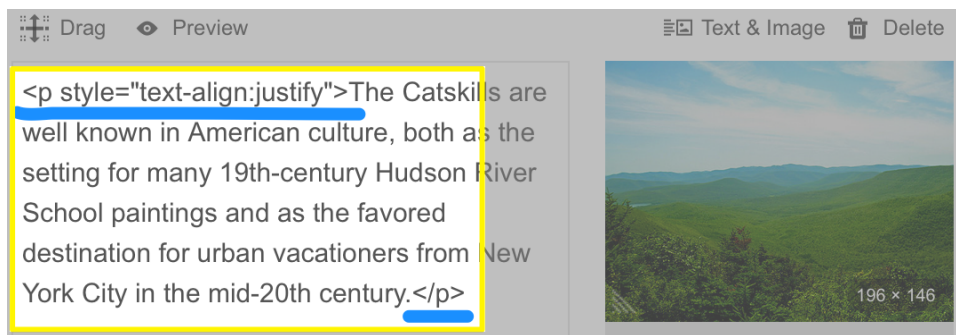 Drag Preview Text & Image Delete
<p style="text-align:justify">The Catskills are
well known in American culture, both as the
setting for many 19th-century Hudson River
School paintings and as the favored
destination for urban vacationers from New
York City in the mid-20th century.</p>
196 × 146